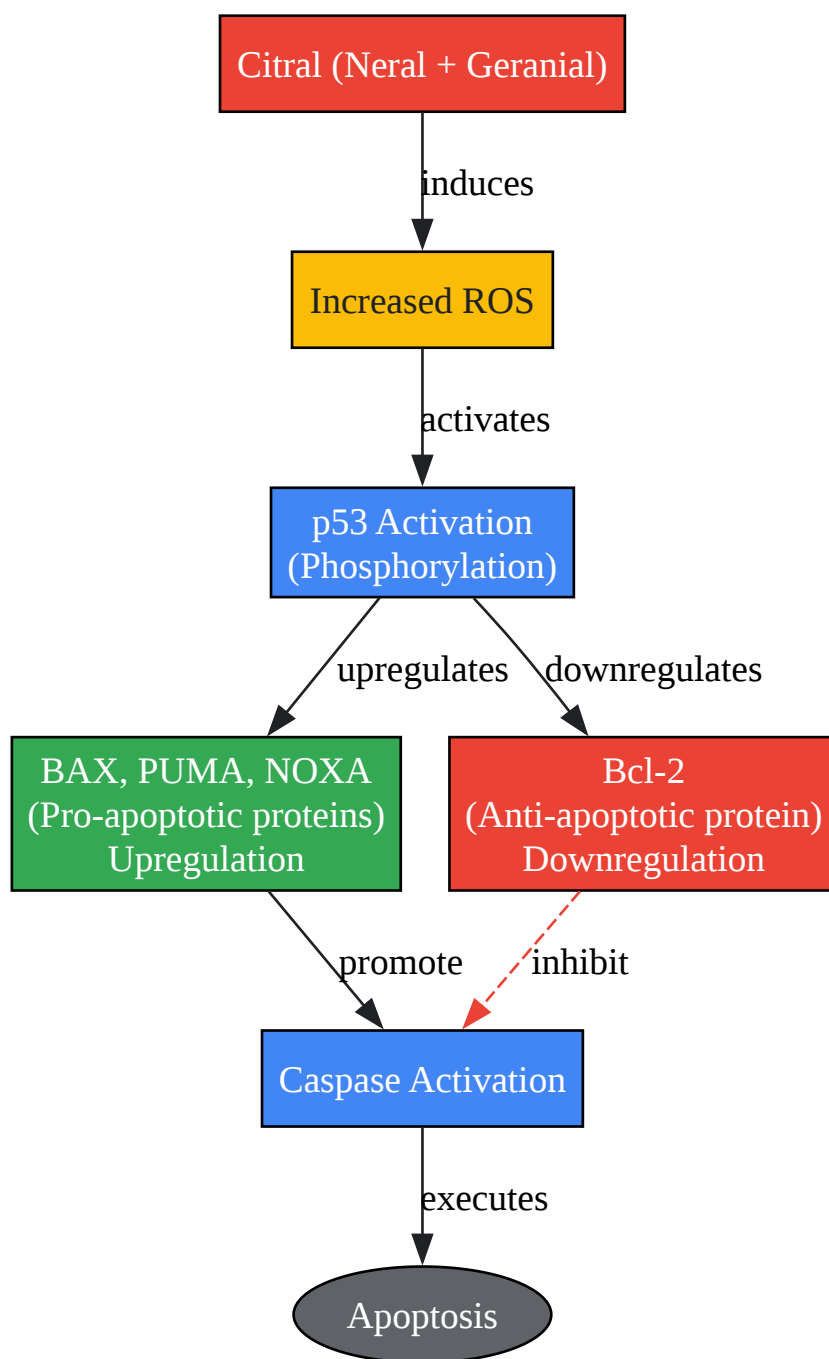 Citral (Neral + Geranial)
induces
Increased ROS
activates
p53 Activation
(Phosphorylation)
upregulates
downregulates
BAX, PUMA, NOXA
(Pro-apoptotic proteins)
Upregulation
Bcl-2
(Anti-apoptotic protein)
Downregulation
promote
inhibit
Caspase Activation
executes
Apoptosis